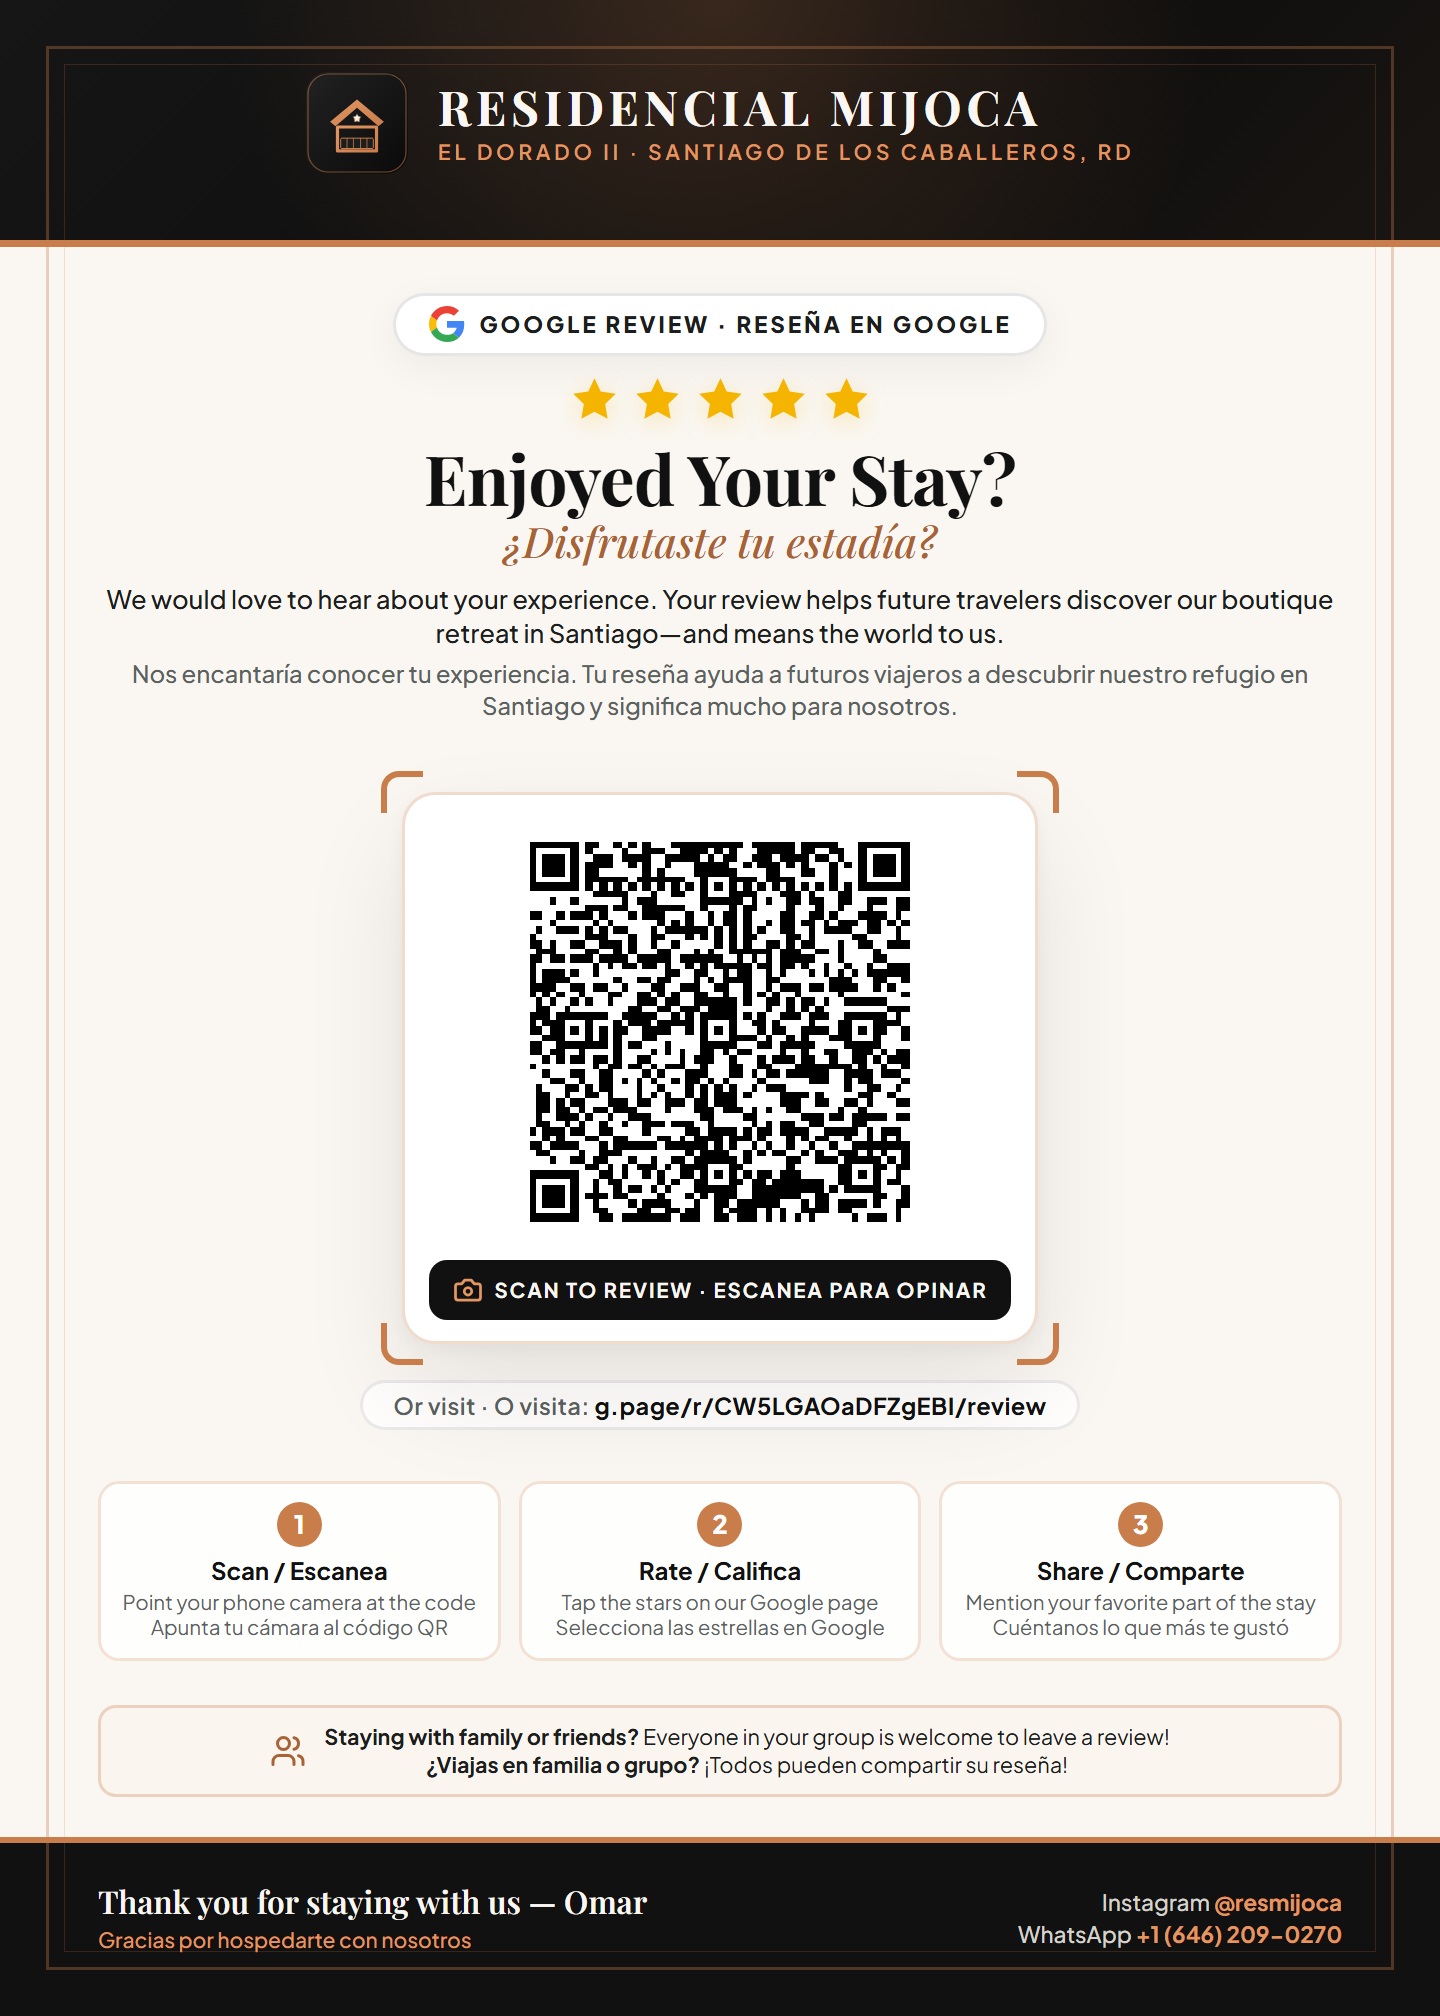 RESIDENCIAL MIJOCA
EL DORADO II · SANTIAGO DE LOS CABALLEROS, RD
GOOGLE REVIEW · RESEÑA EN GOOGLE
Enjoyed Your Stay?
¿Disfrutaste tu estadía?
We would love to hear about your experience. Your review helps future travelers discover our boutique
retreat in Santiago—and means the world to us.
Nos encantaría conocer tu experiencia. Tu reseña ayuda a futuros viajeros a descubrir nuestro refugio en
Santiago y significa mucho para nosotros.
SCAN TO REVIEW · ESCANEA PARA OPINAR
Or visit · O visita: g.page/r/CW5LGAOaDFZgEBI/review
1
Scan / Escanea
Point your phone camera at the code
Apunta tu cámara al código QR
2
Rate / Califica
Tap the stars on our Google page
Selecciona las estrellas en Google
3
Share / Comparte
Mention your favorite part of the stay
Cuéntanos lo que más te gustó
Staying with family or friends? Everyone in your group is welcome to leave a review!
¿Viajas en familia o grupo? ¡Todos pueden compartir su reseña!
Thank you for staying with us — Omar
Gracias por hospedarte con nosotros
Instagram @resmijoca
WhatsApp +1 (646) 209-0270